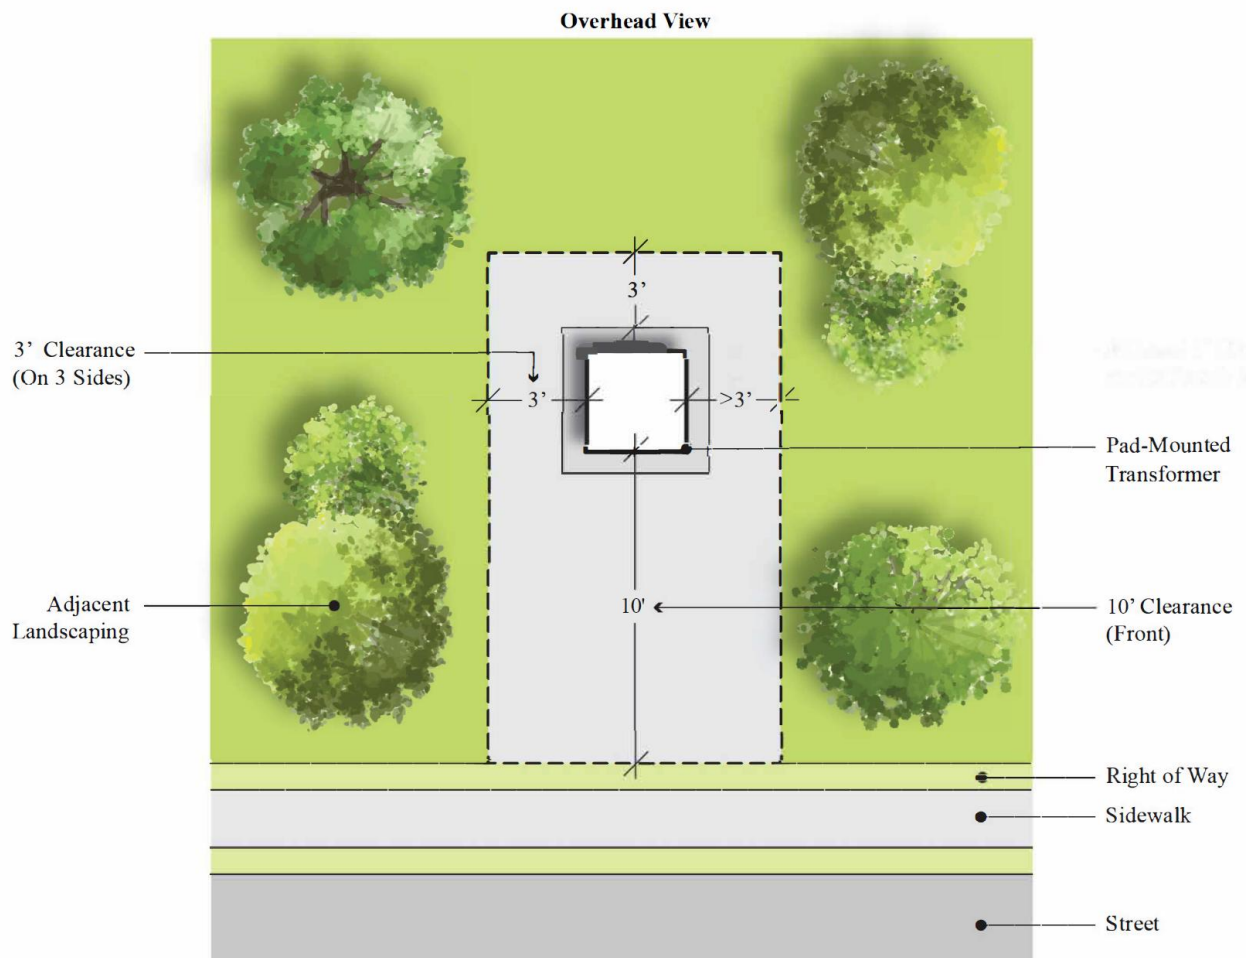 Overhead View
3’
3’ Clearance
(On 3 Sides)
3’
>3’
Pad-Mounted
Transformer
Adjacent
Landscaping
10'
10’ Clearance
(Front)
Right of Way
Sidewalk
Street